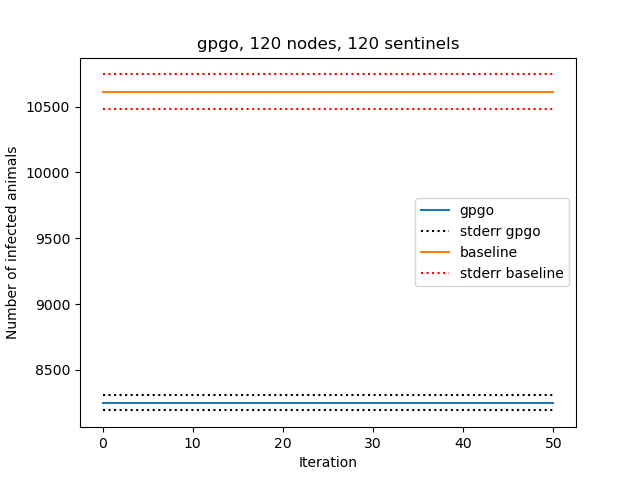 gpgo, 120 nodes, 120 sentinels
Number of infected animals
10500
10000
9500
9000
8500
gpgo
stderr gpgo
baseline
stderr baseline
0 10 20 30 40 50
Iteration